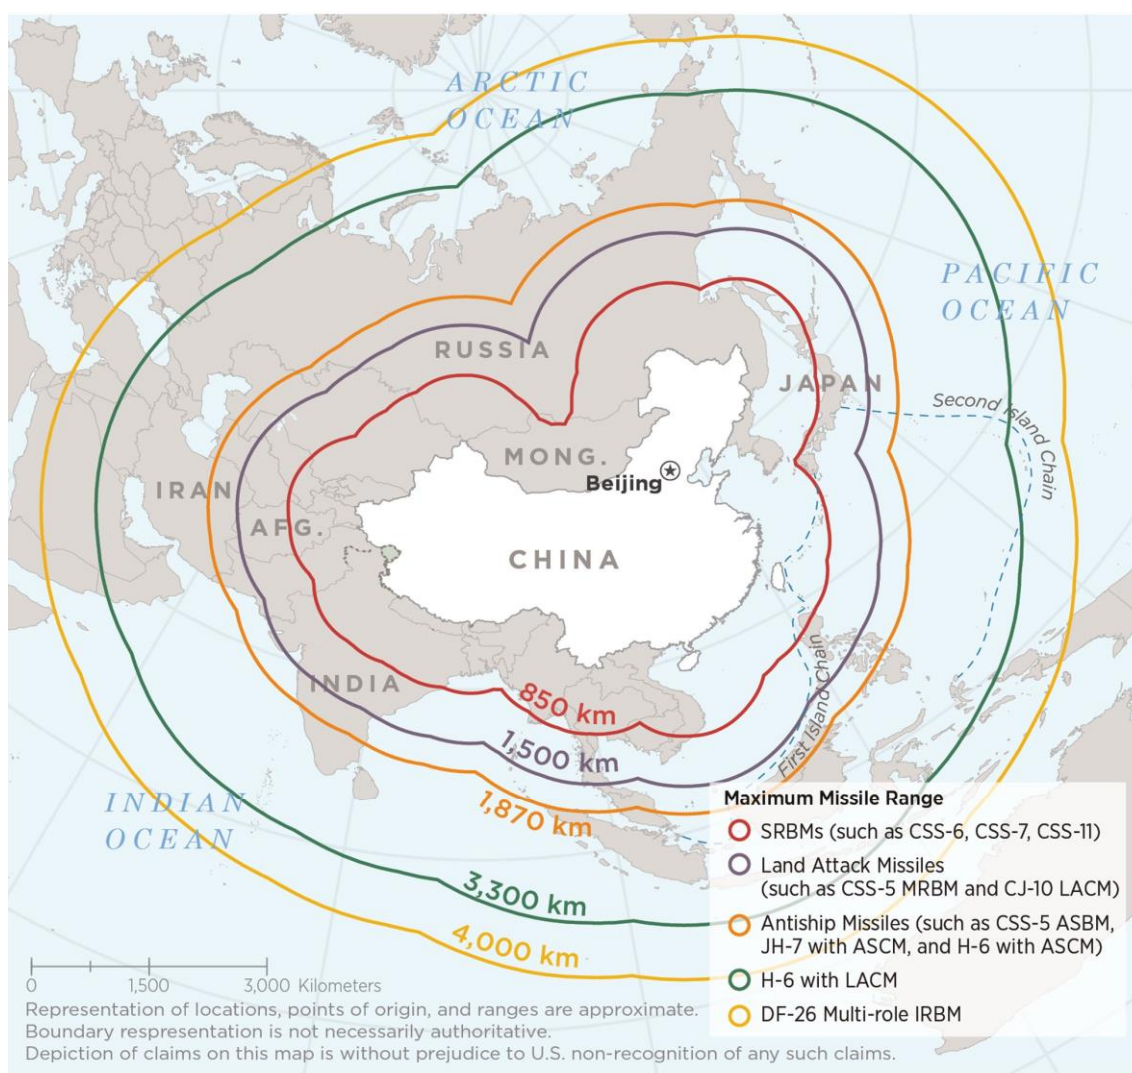 ARCTIC
OCEAN
PACIFIC
OCEAN
RUSSIA
JAPAN
Second Island Chain
MONG.
Beijing
IRAN
AFG.
CHINA
INDIA
First Island Chain
850 km
1,500 km
1,870 km
3,300 km
4,000 km
INDIAN
OCEAN
Maximum Missile Range
SRBMs (such as CSS-6, CSS-7, CSS-11)
Land Attack Missiles
(such as CSS-5 MRBM and CJ-10 LACM)
Antiship Missiles (such as CSS-5 ASBM,
JH-7 with ASCM, and H-6 with ASCM)
H-6 with LACM
DF-26 Multi-role IRBM
0 1,500 3,000 Kilometers
Representation of locations, points of origin, and ranges are approximate.
Boundary respresentation is not necessarily authoritative.
Depiction of claims on this map is without prejudice to U.S. non-recognition of any such claims.